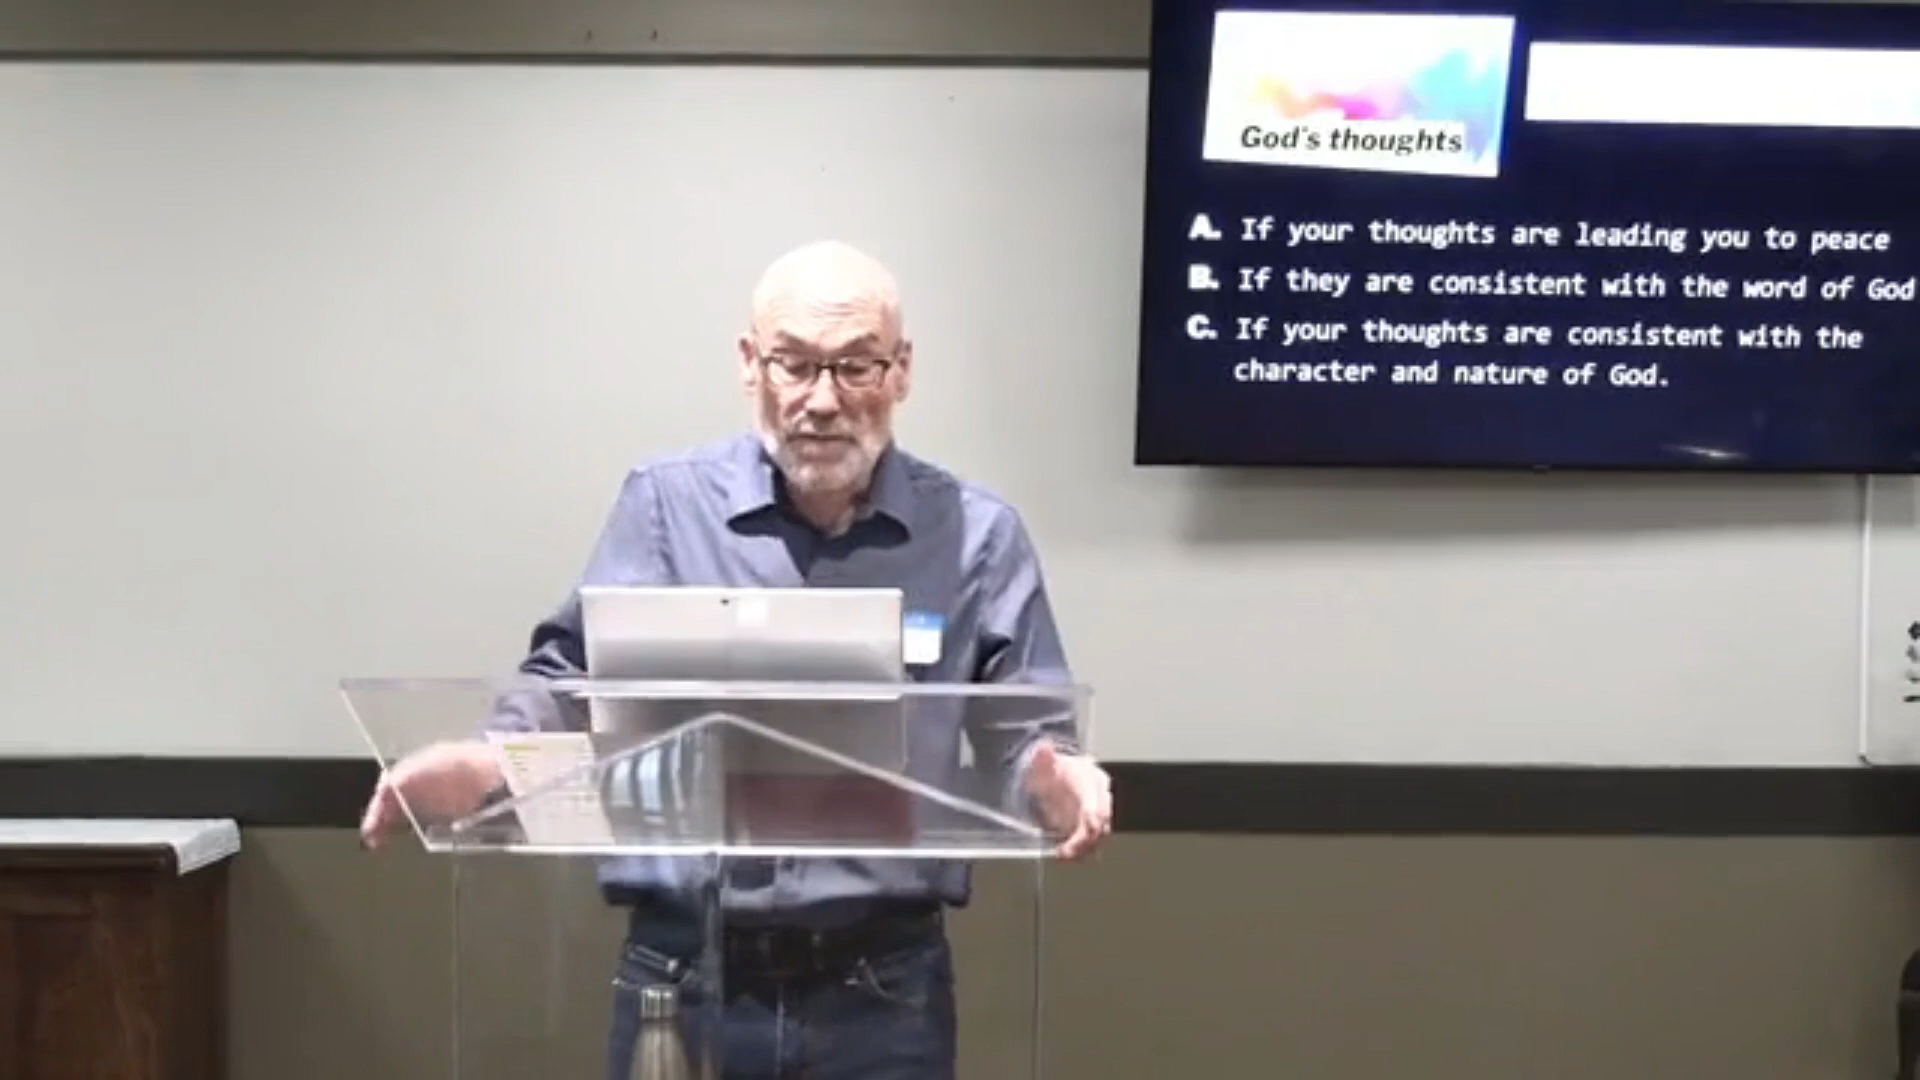 God's thoughts
A. If your thoughts are leading you to peace
B. If they are consistent with the word of God
C. If your thoughts are consistent with the
character and nature of God.